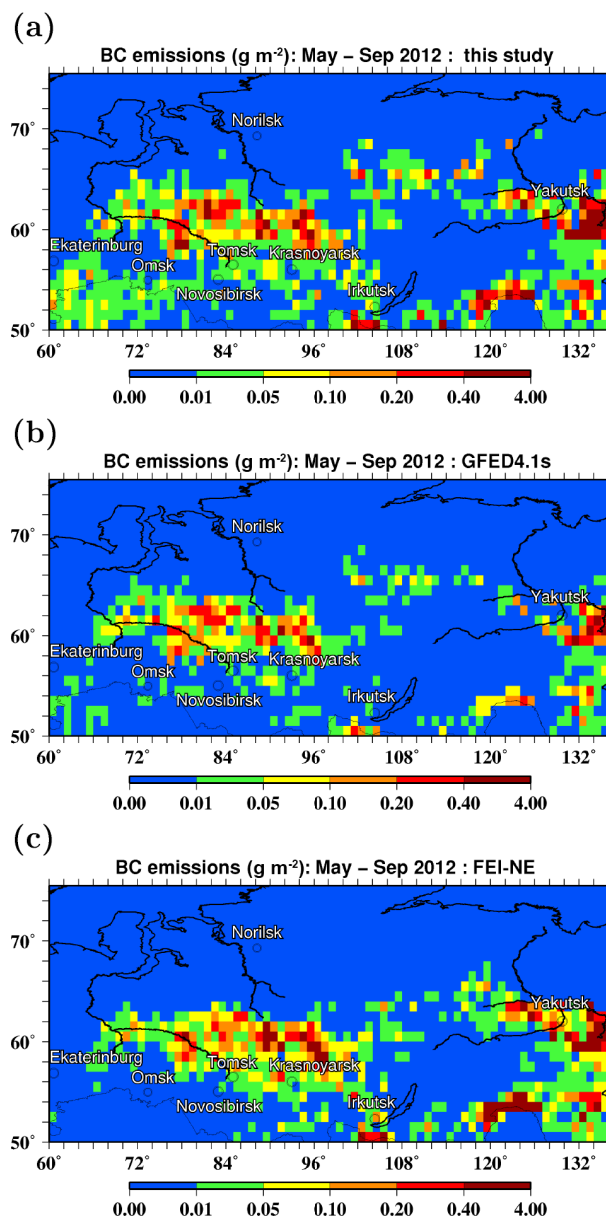 (a)
BC emissions (g m-2): May – Sep 2012 : this study
70°
60°
50°
Norilsk
Yakutsk
Ekaterinburg
Omsk
Tomsk
Krasnoyarsk
Novosibirsk
Irkutsk
60° 72 84 96 108 120° 132°
0.00 0.01 0.05 0.10 0.20 0.40 4.00
(b)
BC emissions (g m-2): May – Sep 2012 : GFED4.1s
70°
60°
50°
Norilsk
Yakutsk
Ekaterinburg
Omsk
Tomsk
Krasnoyarsk
Novosibirsk
Irkutsk
60° 72 84 96 108 120° 132°
0.00 0.01 0.05 0.10 0.20 0.40 4.00
(c)
BC emissions (g m-2): May – Sep 2012 : FEI-NE
70°
60°
50°
Norilsk
Yakutsk
Ekaterinburg
Omsk
Tomsk
Krasnoyarsk
Novosibirsk
Irkutsk
60° 72 84 96 108 120° 132°
0.00 0.01 0.05 0.10 0.20 0.40 4.00